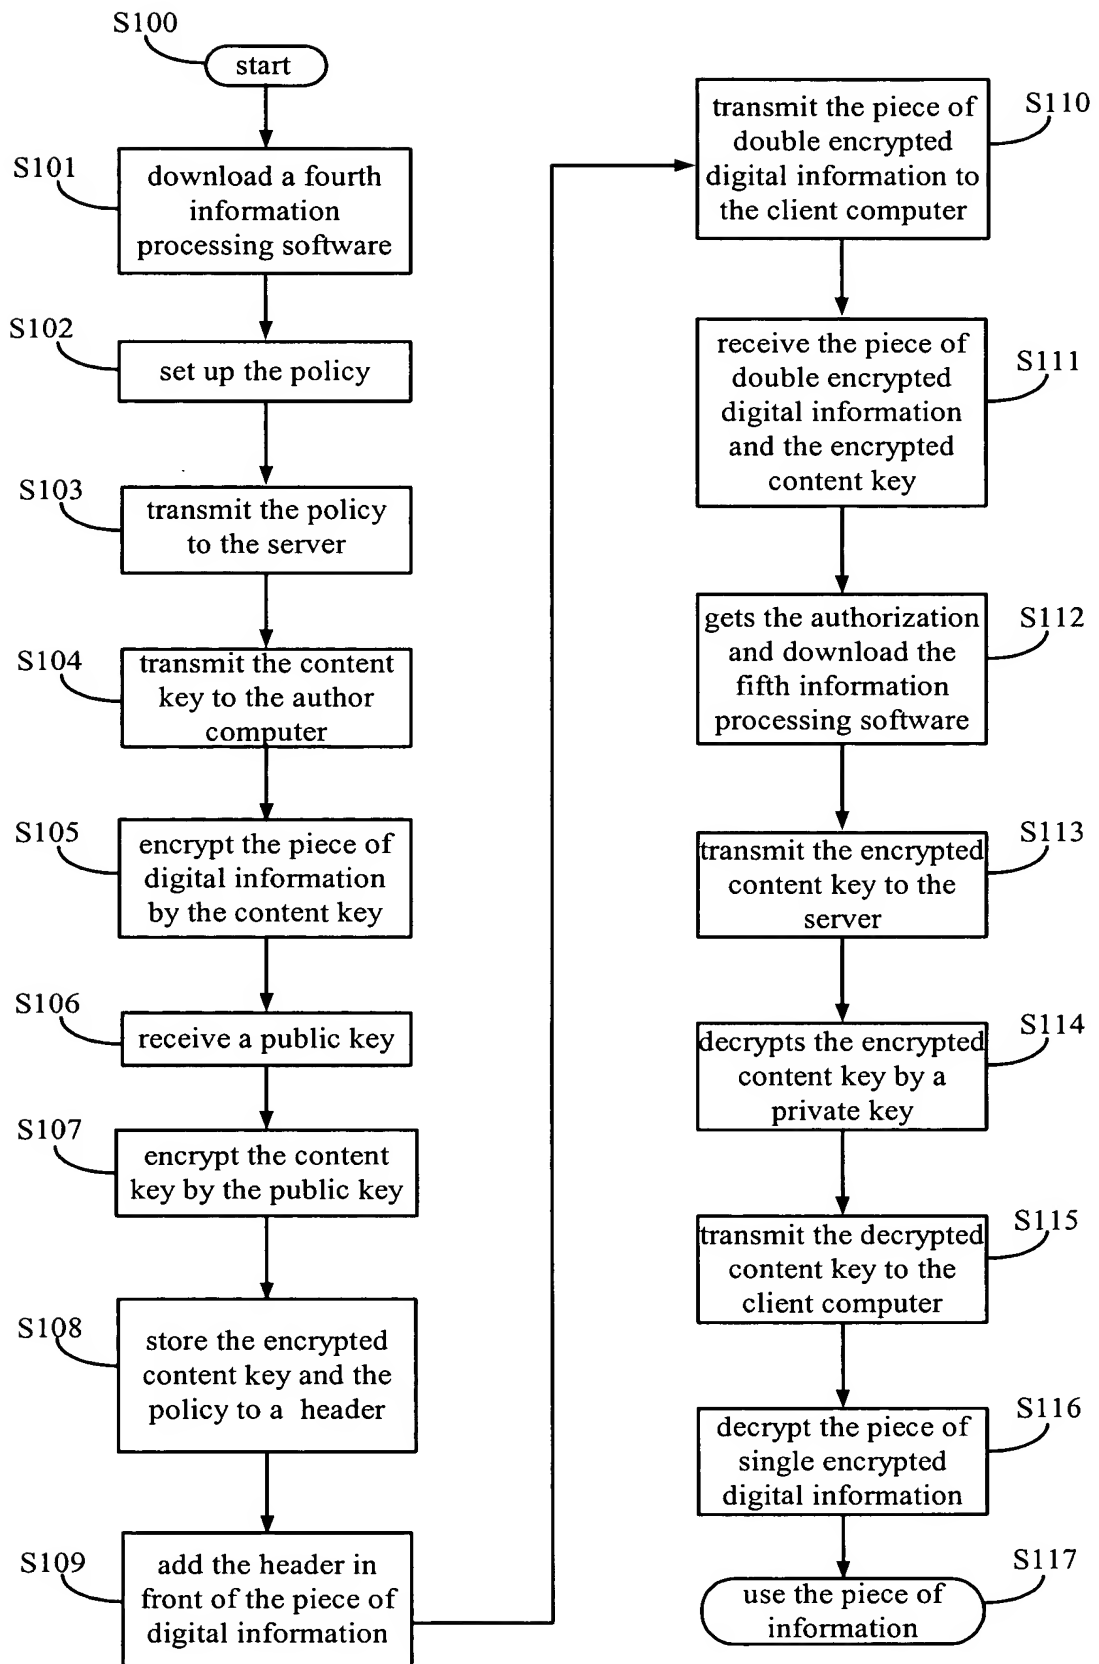 S100
start
S101
download a fourth
information
processing software
S102
set up the policy
S103
transmit the policy
to the server
S104
transmit the content
key to the author
computer
S105
encrypt the piece of
digital information
by the content key
S106
receive a public key
S107
encrypt the content
key by the public key
S108
store the encrypted
content key and the
policy to a header
S109
add the header in
front of the piece of
digital information
S110
transmit the piece of
double encrypted
digital information to
the client computer
S111
receive the piece of
double encrypted
digital information
and the encrypted
content key
S112
gets the authorization
and download the
fifth information
processing software
S113
transmit the encrypted
content key to the
server
S114
decrypts the encrypted
content key by a
private key
S115
transmit the decrypted
content key to the
client computer
S116
decrypt the piece of
single encrypted
digital information
S117
use the piece of
information